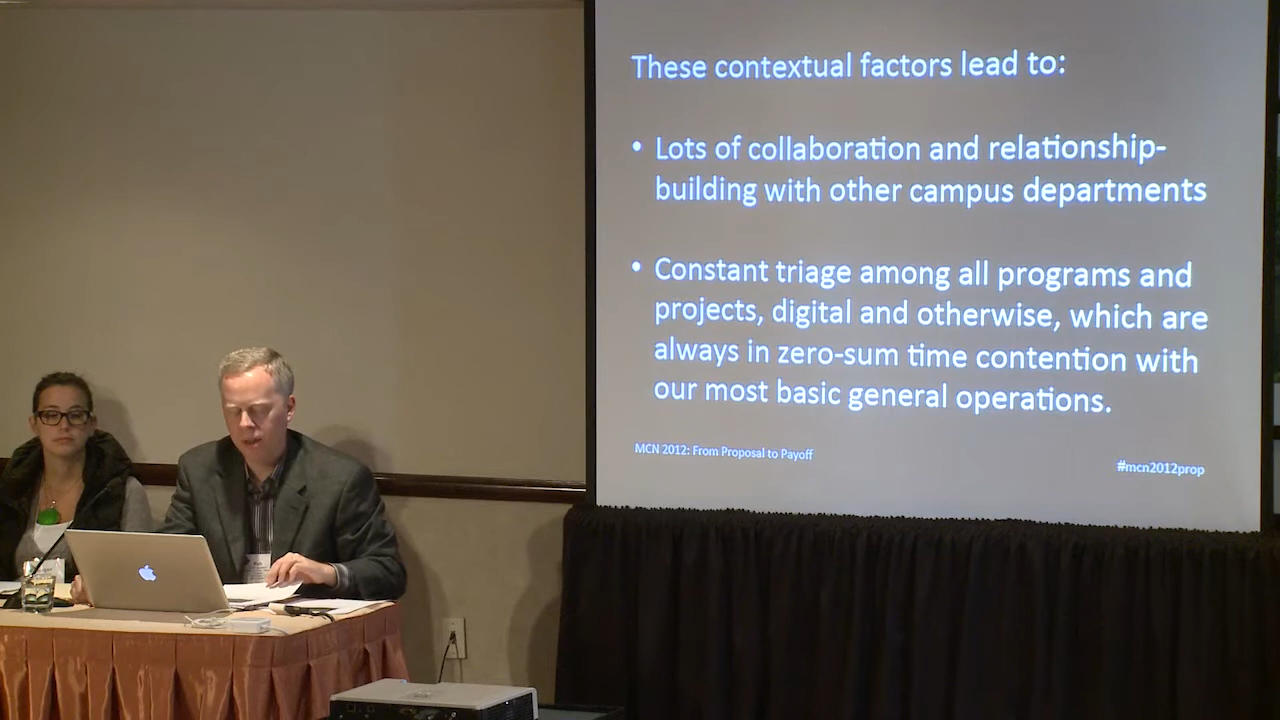 These contextual factors lead to:
• Lots of collaboration and relationship-
building with other campus departments
• Constant triage among all programs and
projects, digital and otherwise, which are
always in zero-sum time contention with
our most basic general operations.
MCN 2012: From Proposal to Payoff
#mcn2012prop